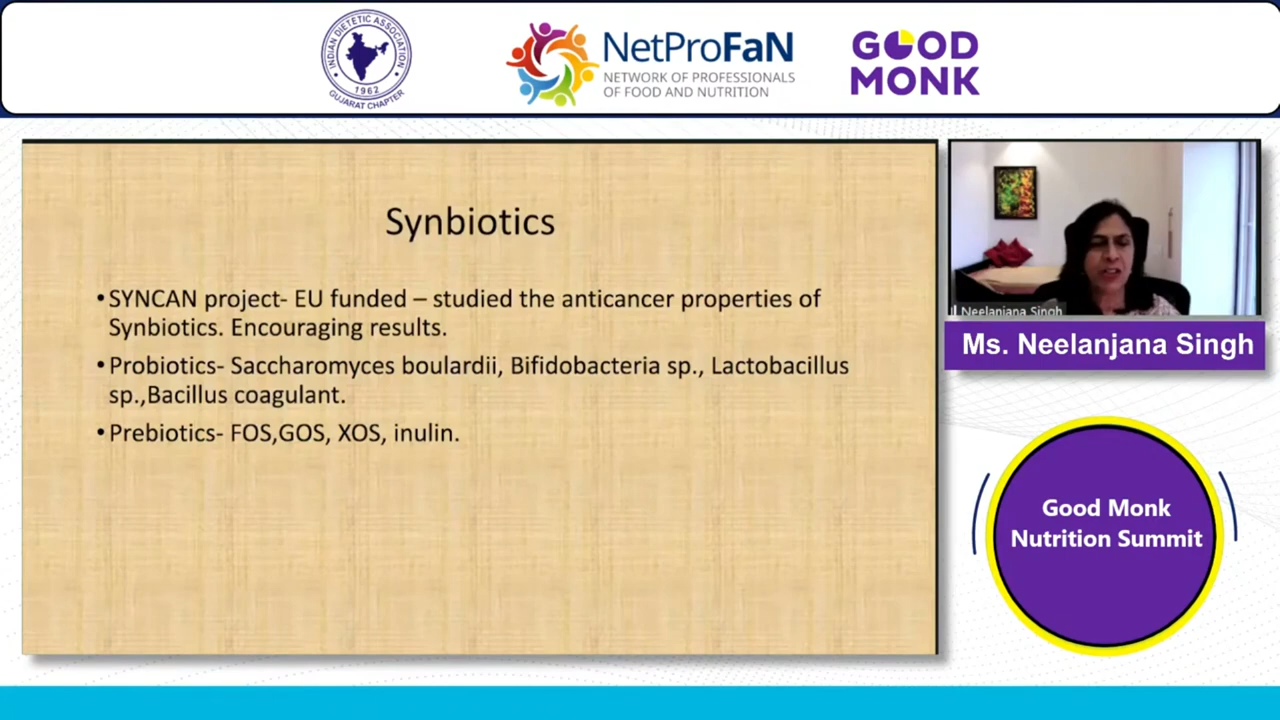 INDIAN DIETETIC ASSOCIATION
1962
GUJARAT CHAPTER
NetProFaN
NETWORK OF PROFESSIONALS
OF FOOD AND NUTRITION
GOOD
MONK
Synbiotics
•SYNCAN project- EU funded – studied the anticancer properties of
Synbiotics. Encouraging results.
•Probiotics- Saccharomyces boulardii, Bifidobacteria sp., Lactobacillus
sp.,Bacillus coagulant.
•Prebiotics- FOS,GOS, XOS, inulin.
Neelanjana Singh
Ms. Neelanjana Singh
Good Monk
Nutrition Summit